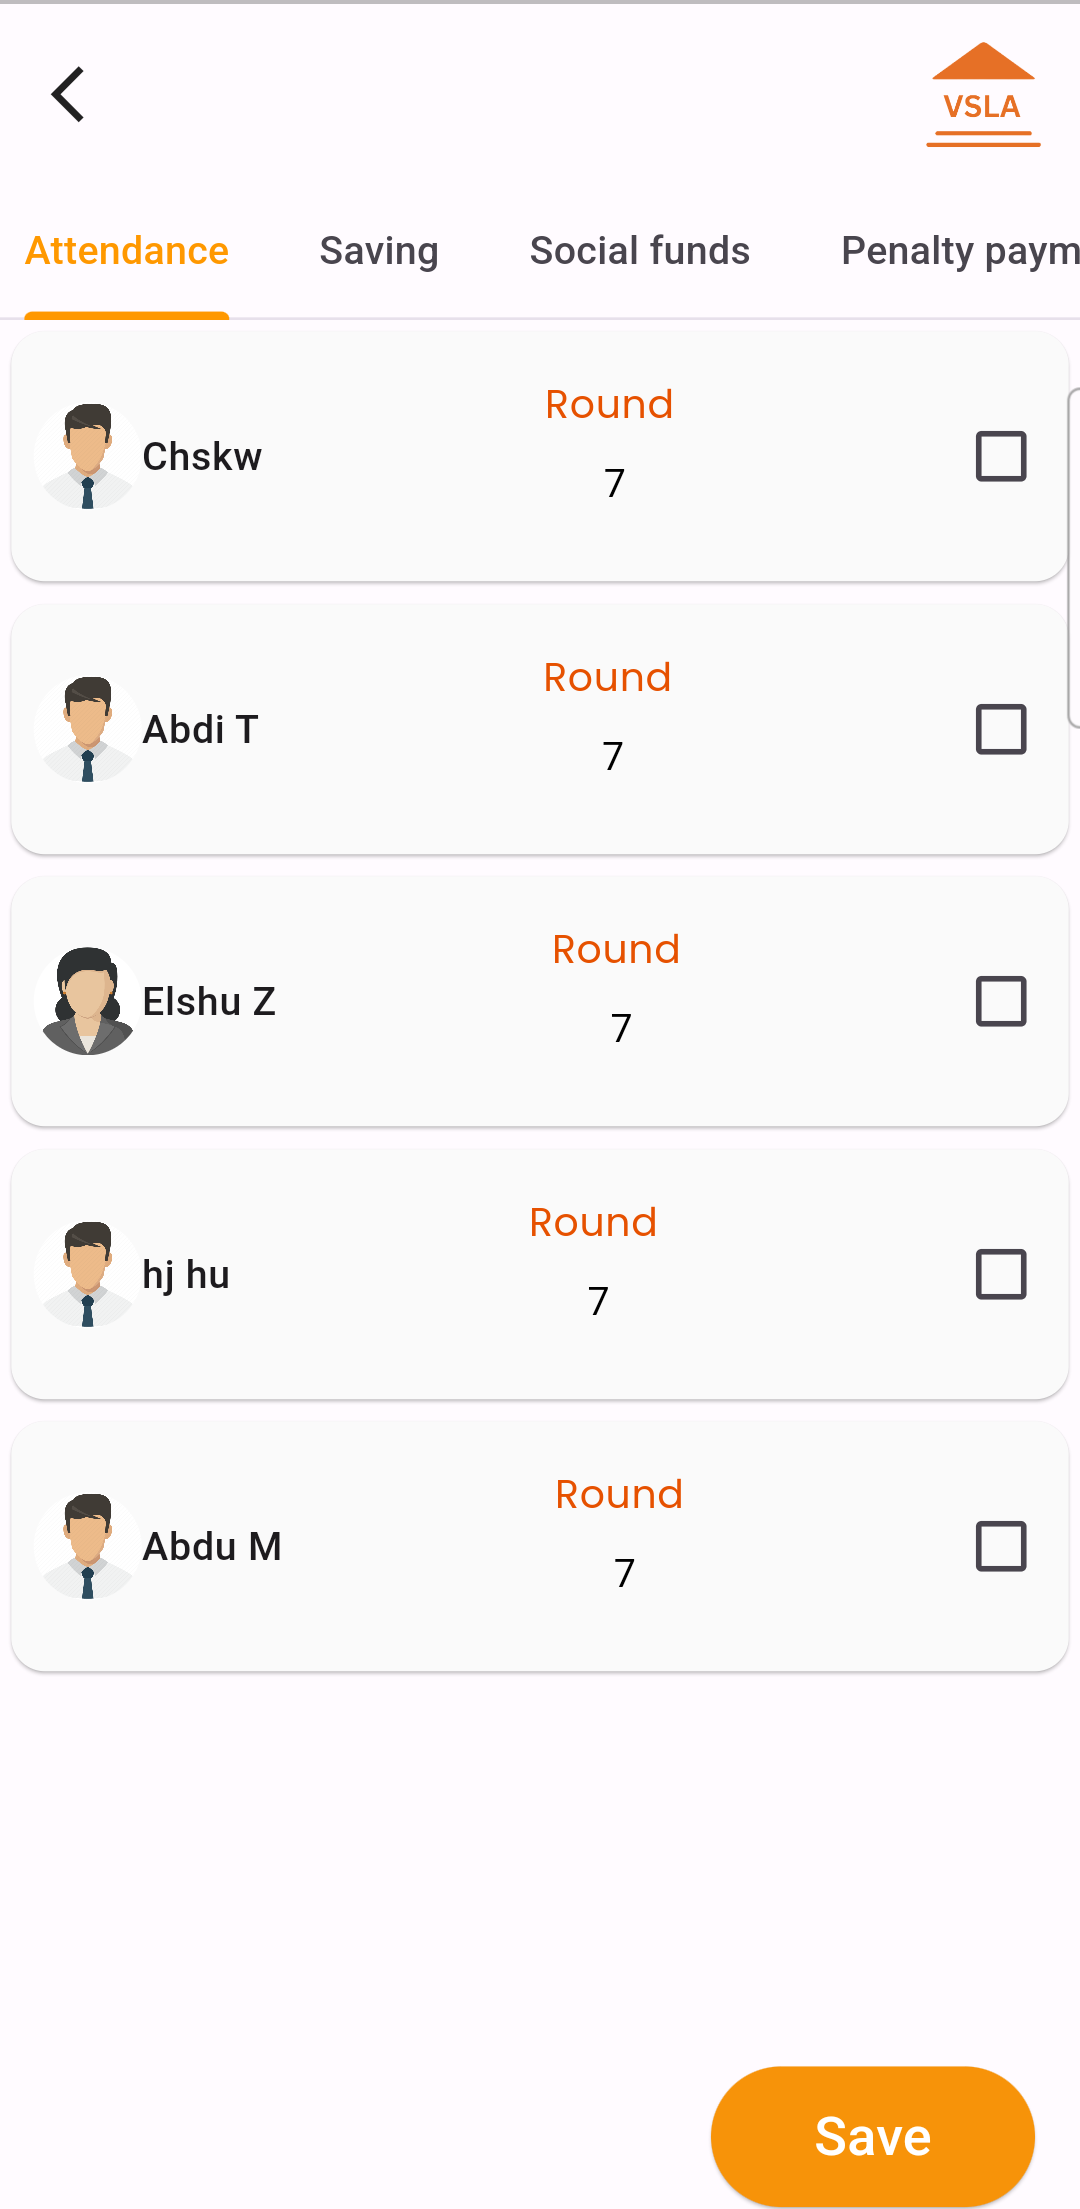 VSLA
Attendance Saving Social funds Penalty paym
Round
Chskw
7
Round
Abdi T
7
Round
Elshu Z
7
Round
hj hu
7
Round
Abdu M
7
Save